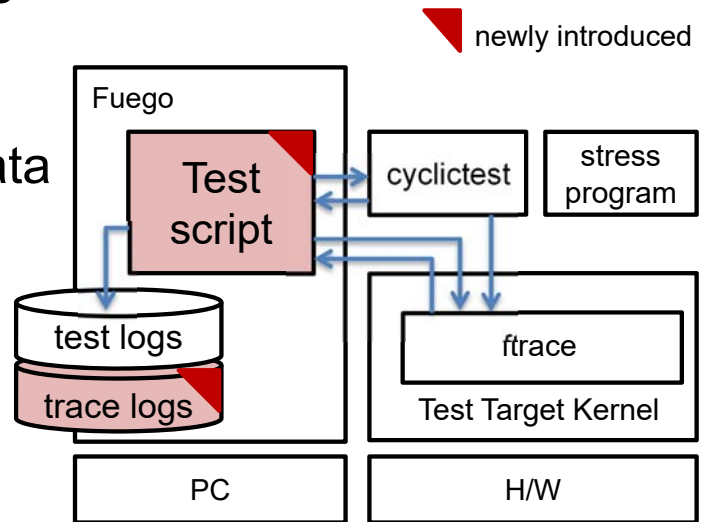 newly introduced
Fuego
ata
Test
script
cyclictest
stress
program
test logs
trace logs
ftrace
Test Target Kernel
PC
H/W